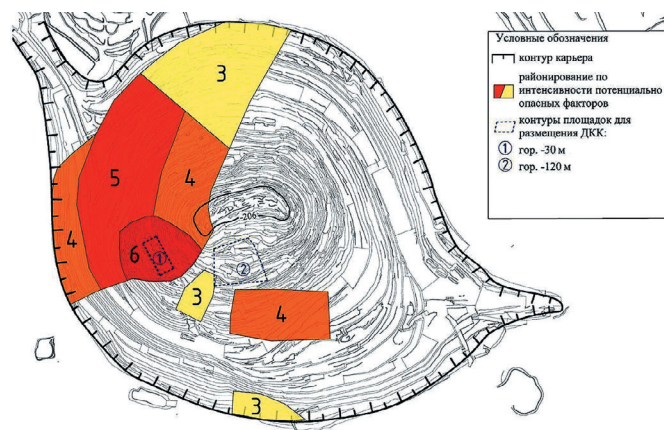 Условные обозначения
контур карьера
районирование по
интенсивности потенциально
опасных факторов
контуры площадок для
размещения ДКК:
1 гор. -30 м
2 гор. -120 м
3
5
4
4
-206
6
1
2
3
4
3